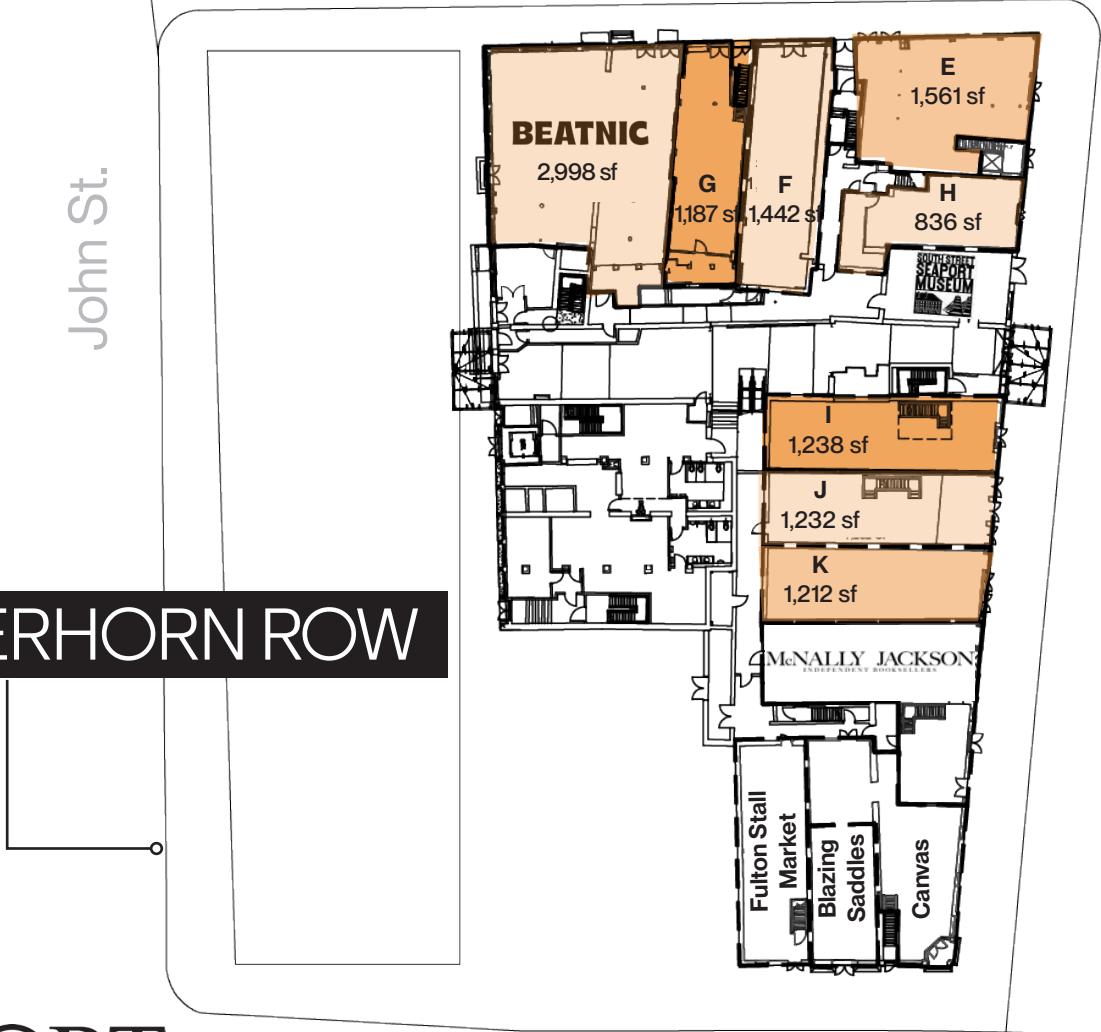 John St.
BEATNIC
2,998 sf
G
1,187 sf
F
1,442 sf
E
1,561 sf
H
836 sf
SOUTH STREET
SEAPORT
MUSEUM
I
1,238 sf
J
1,232 sf
K
1,212 sf
ERHORN ROW
McNALLY JACKSON
INDEPENDENT BOOKSELLERS
Fulton Stall
Market
Blazing
Saddles
Canvas